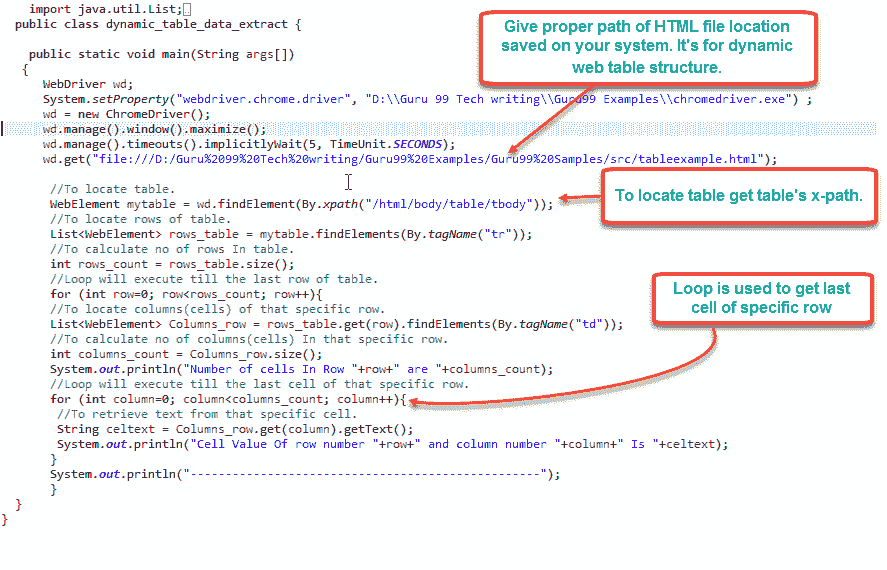 import java.util.List;
public class dynamic_table_data_extract {
Give proper path of HTML file location
saved on your system. It's for dynamic
web table structure.
public static void main(String args[])
{
WebDriver wd;
System.setProperty("webdriver.chrome.driver", "D:\\Guru 99 Tech writing\\Guru99 Examples\\chromedriver.exe") ;
wd = new ChromeDriver();
wd.manage().window().maximize();
wd.manage().timeouts().implicitlyWait(5, TimeUnit.SECONDS);
wd.get("file:///D:/Guru%2099%20Tech%20writing/Guru99%20Examples/Guru99%20Samples/src/tableexample.html");
//To locate table.
WebElement mytable = wd.findElement(By.xpath("/html/body/table/tbody"));
To locate table get table's x-path.
//To locate rows of table.
List<WebElement> rows_table = mytable.findElements(By.tagName("tr"));
//To calculate no of rows In table.
int rows_count = rows_table.size();
//Loop will execute till the last row of table.
for (int row=0; row<rows_count; row++){
Loop is used to get last
cell of specific row
//To locate columns(cells) of that specific row.
List<WebElement> Columns_row = rows_table.get(row).findElements(By.tagName("td"));
//To calculate no of columns(cells) In that specific row.
int columns_count = Columns_row.size();
System.out.println("Number of cells In Row "+row+" are "+columns_count);
//Loop will execute till the last cell of that specific row.
for (int column=0; column<columns_count; column++){
//To retrieve text from that specific cell.
String celtext = Columns_row.get(column).getText();
System.out.println("Cell Value Of row number "+row+" and column number "+column+" Is "+celtext);
}
System.out.println("--------------------------------------------------");
}
}
}